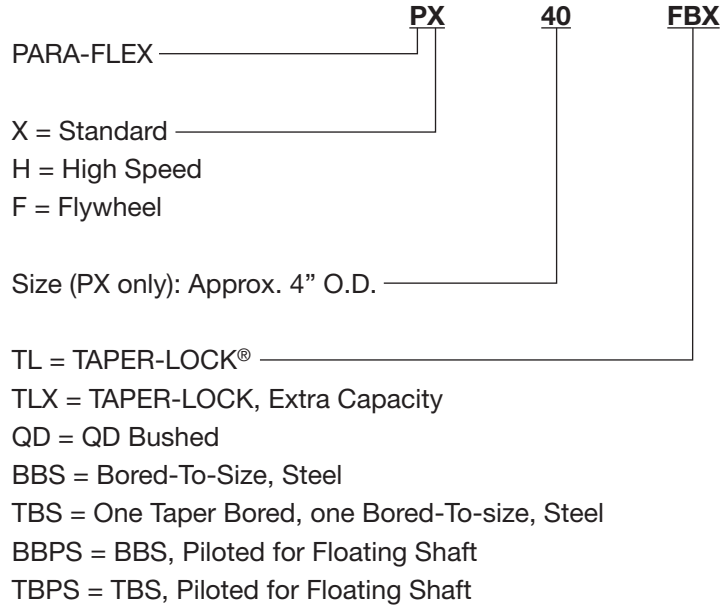 PX 40 FBX
PARA-FLEX
X = Standard
H = High Speed
F = Flywheel
Size (PX only): Approx. 4” O.D.
TL = TAPER-LOCK®
TLX = TAPER-LOCK, Extra Capacity
QD = QD Bushed
BBS = Bored-To-Size, Steel
TBS = One Taper Bored, one Bored-To-size, Steel
BBPS = BBS, Piloted for Floating Shaft
TBPS = TBS, Piloted for Floating Shaft